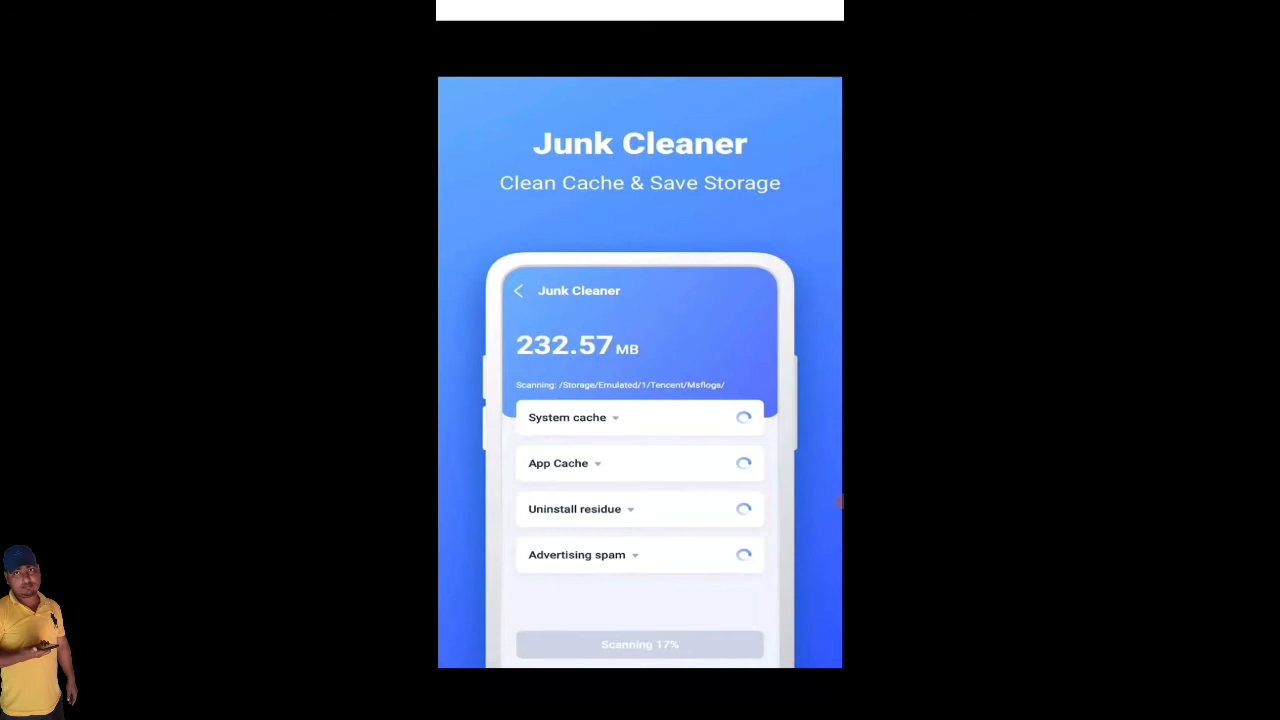 Junk Cleaner
Clean Cache & Save Storage
Junk Cleaner
232.57 MB
Scanning: /Storage/Emulated/1/Tencent/Msflogs/
System cache
App Cache
Uninstall residue
Advertising spam
Scanning 17%